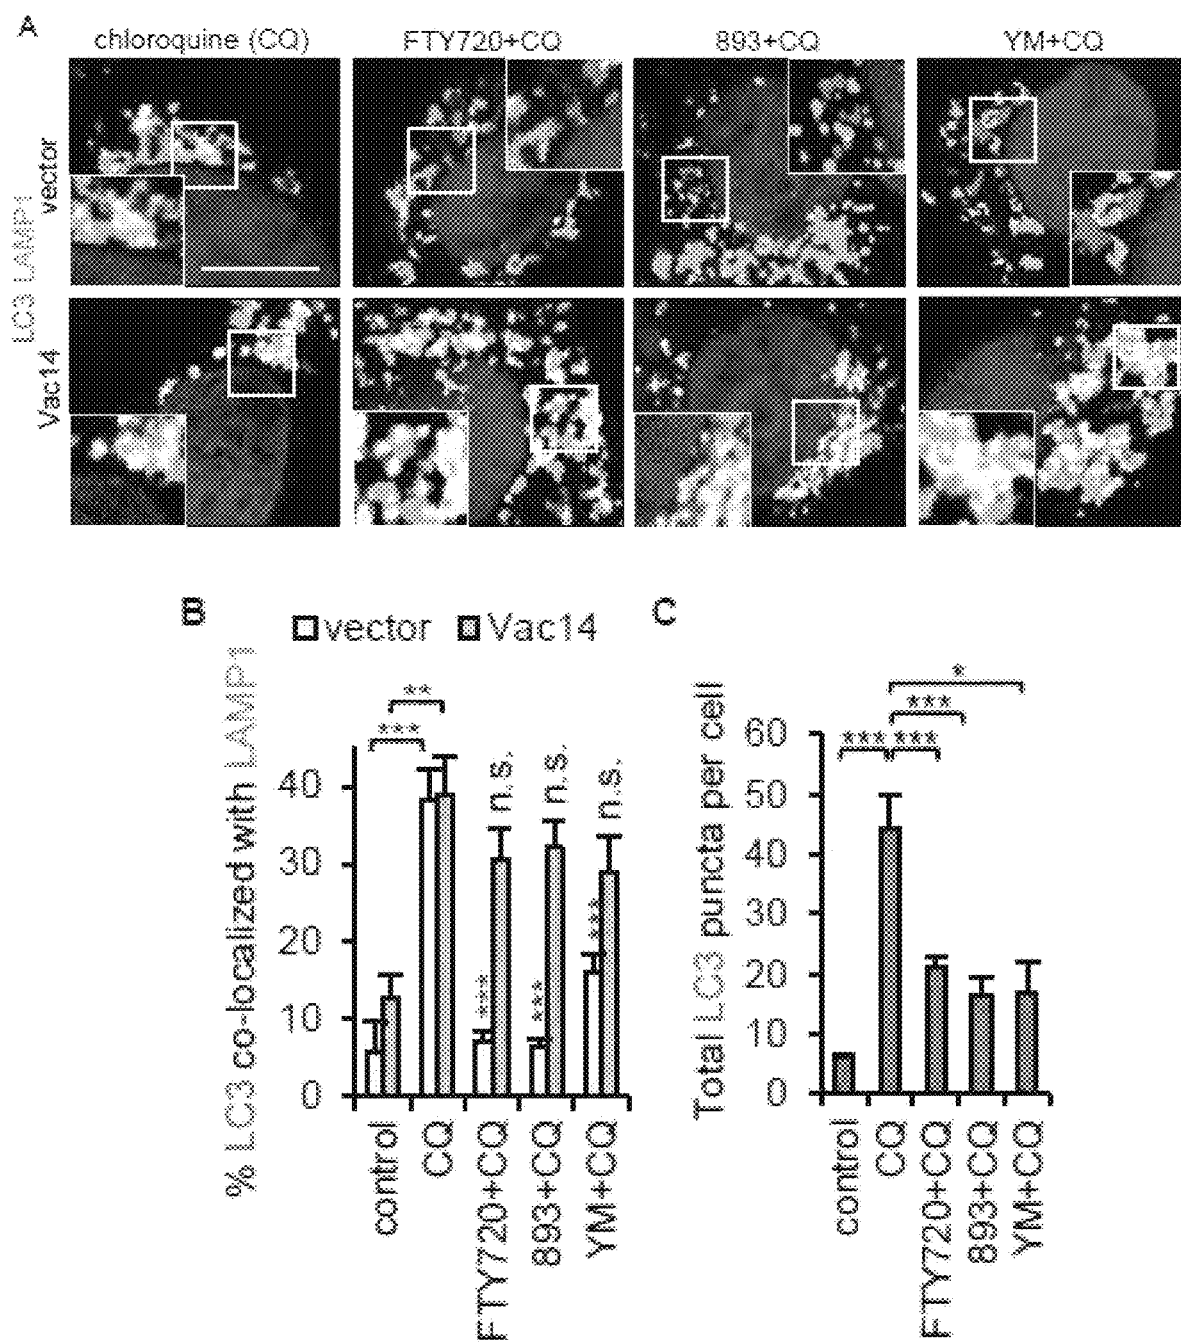 A
chloroquine (CQ)
FTY720+CQ
893+CQ
YM+CQ
LC3 LAMP1
vector
Vac14
B
vector
Vac14
% LC3 co-localized with LAMP1
40
30
20
10
0
***
**
***
n.s.
***
n.s.
***
n.s.
control
CQ
FTY720+CQ
893+CQ
YM+CQ
C
Total LC3 puncta per cell
60
50
40
30
20
10
0
*
***
*** ***
control
CQ
FTY720+CQ
893+CQ
YM+CQ